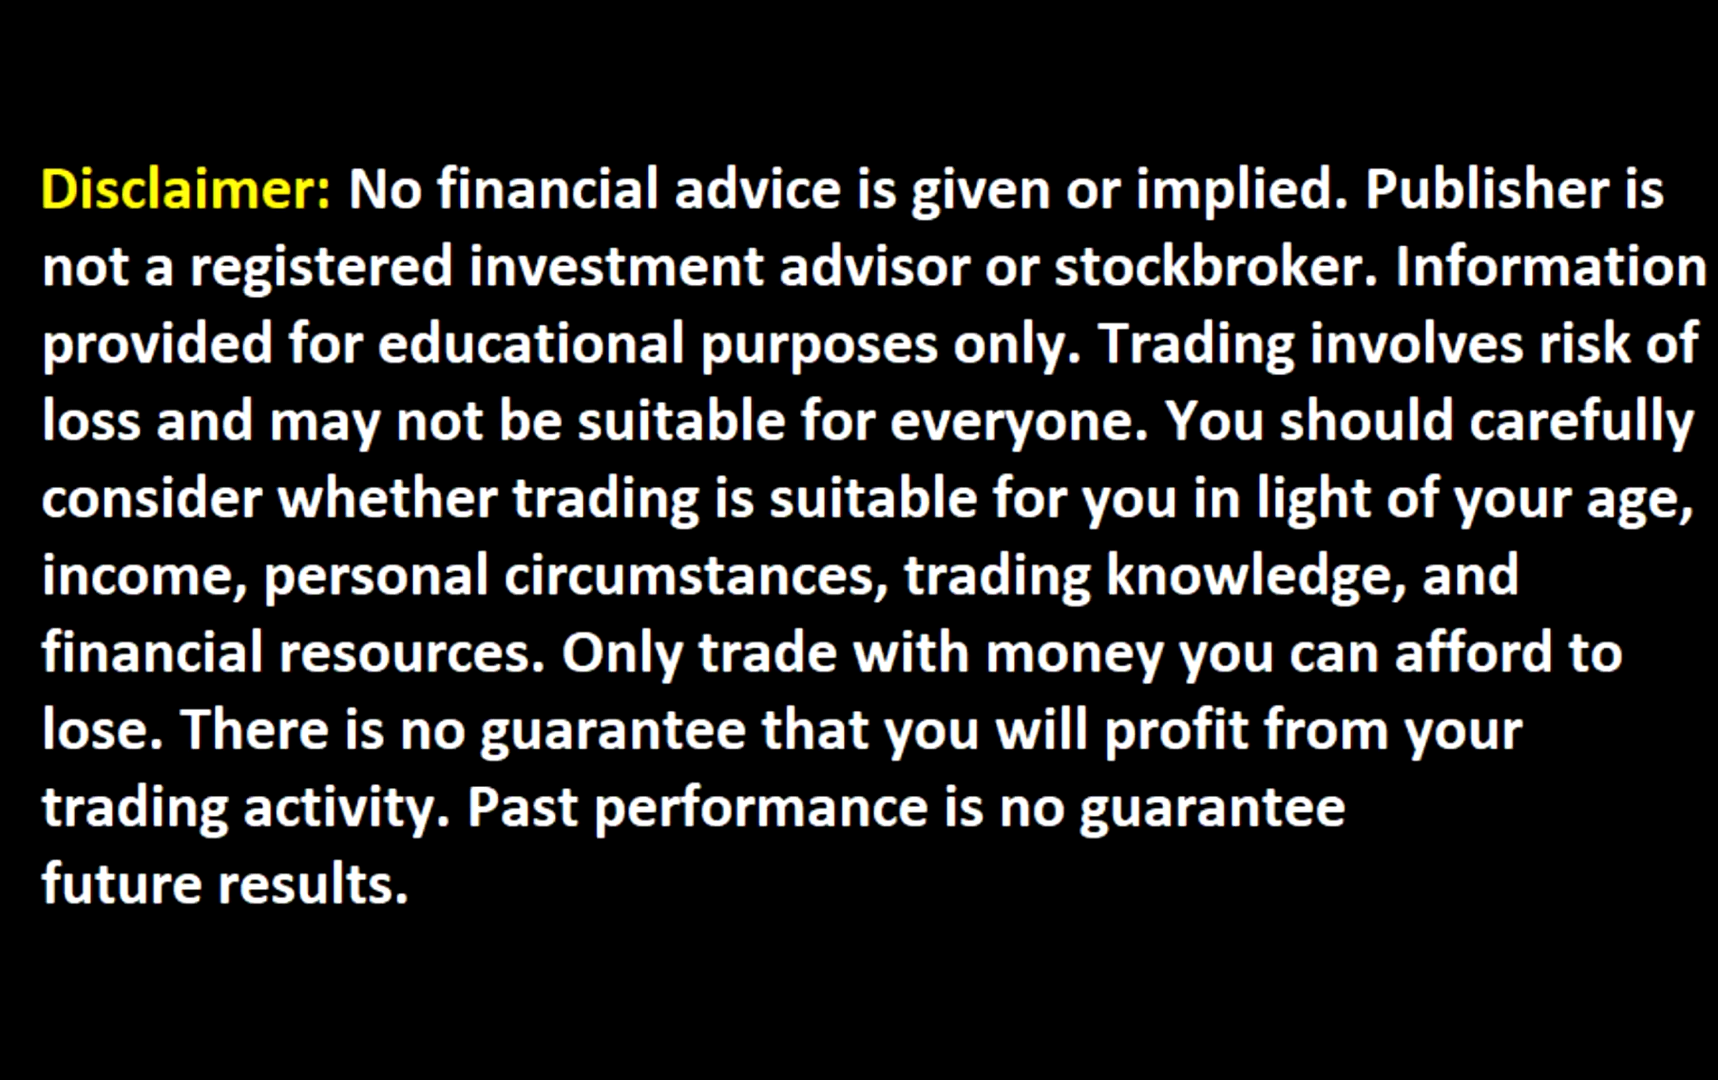 Disclaimer: No financial advice is given or implied. Publisher is
not a registered investment advisor or stockbroker. Information
provided for educational purposes only. Trading involves risk of
loss and may not be suitable for everyone. You should carefully
consider whether trading is suitable for you in light of your age,
income, personal circumstances, trading knowledge, and
financial resources. Only trade with money you can afford to
lose. There is no guarantee that you will profit from your
trading activity. Past performance is no guarantee
future results.